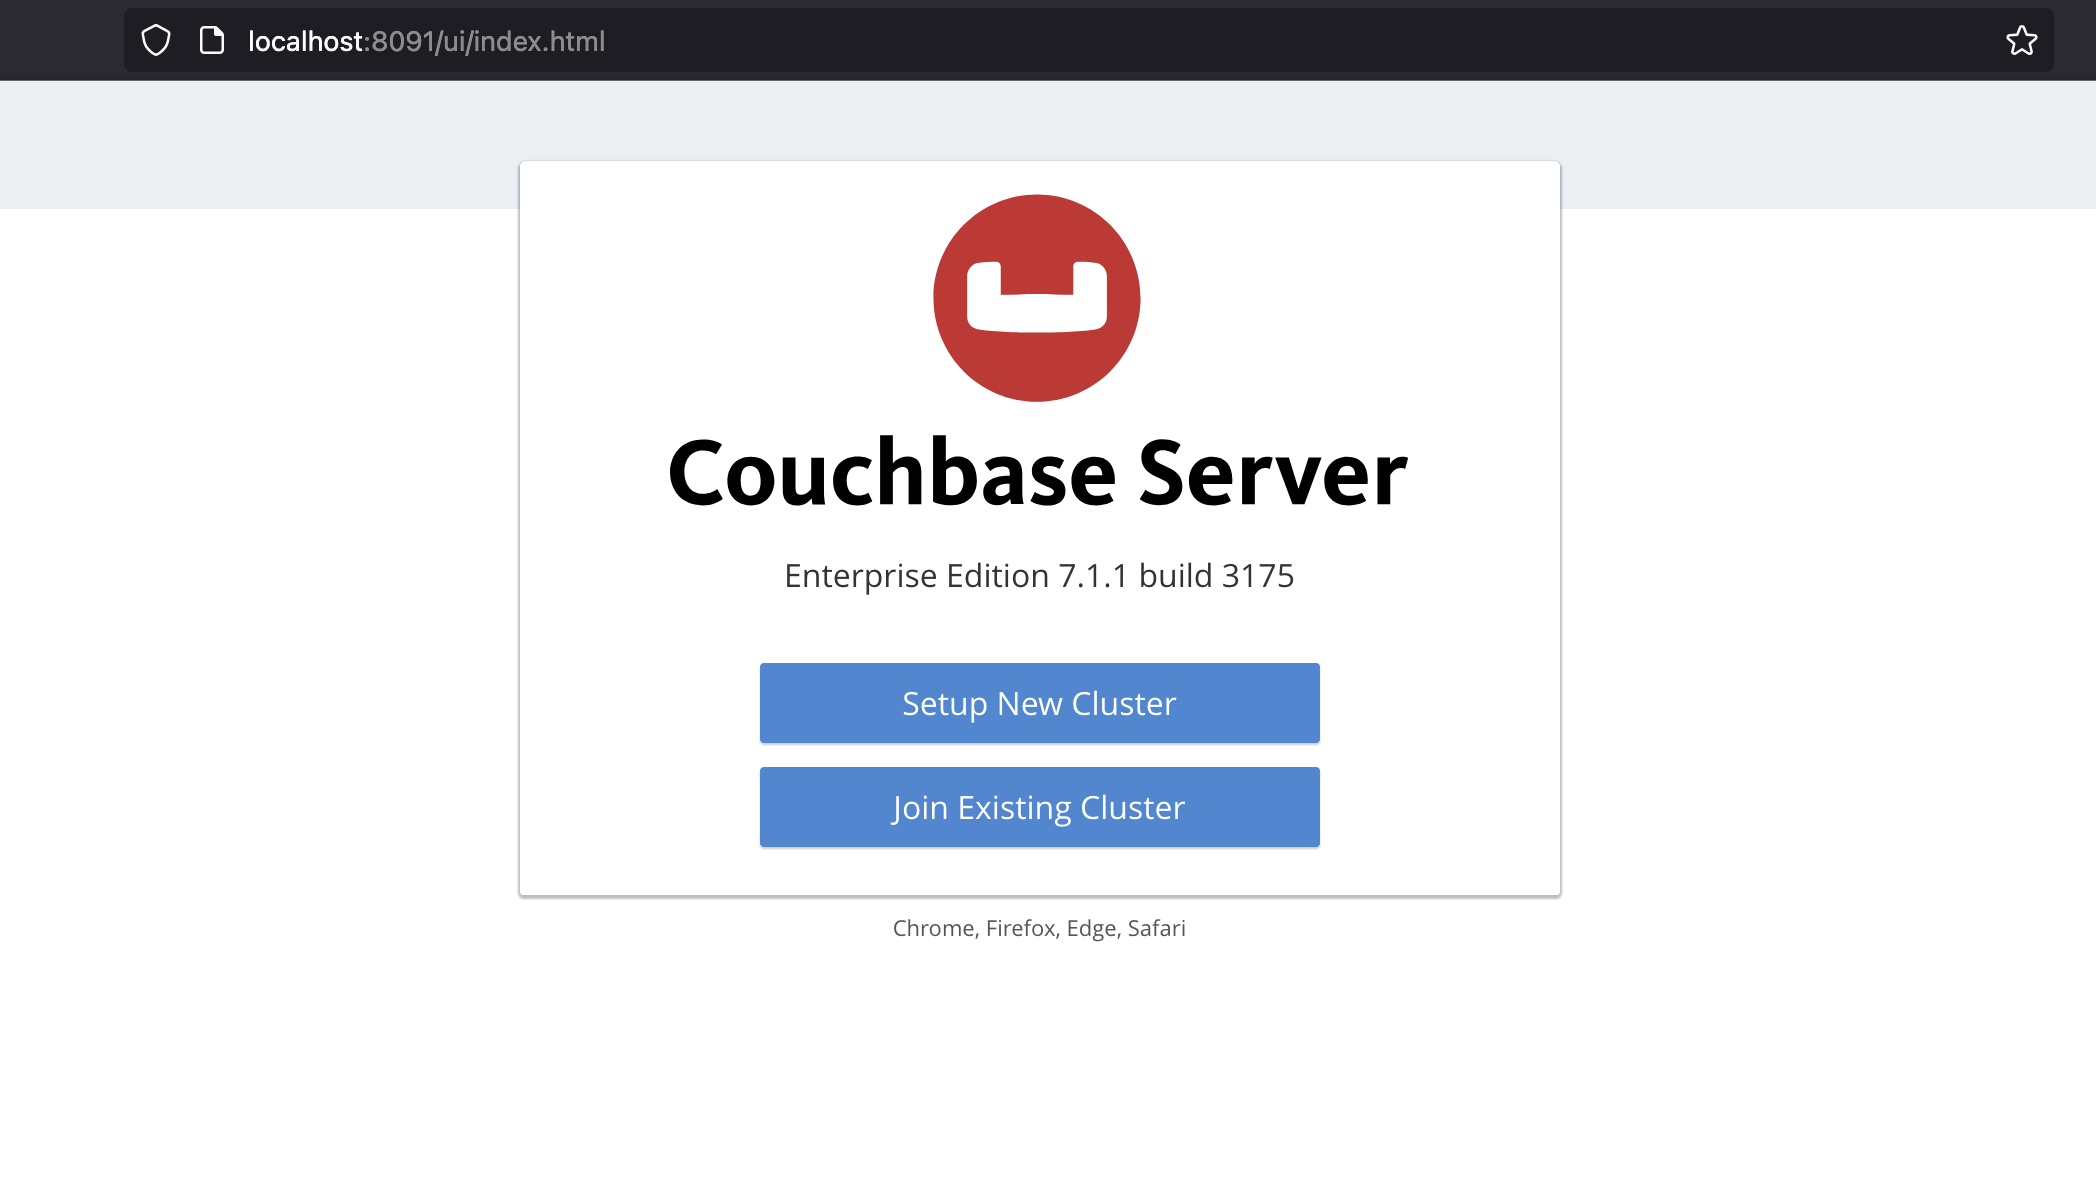 localhost:8091/ui/index.html
Couchbase Server
Enterprise Edition 7.1.1 build 3175
Setup New Cluster
Join Existing Cluster
Chrome, Firefox, Edge, Safari